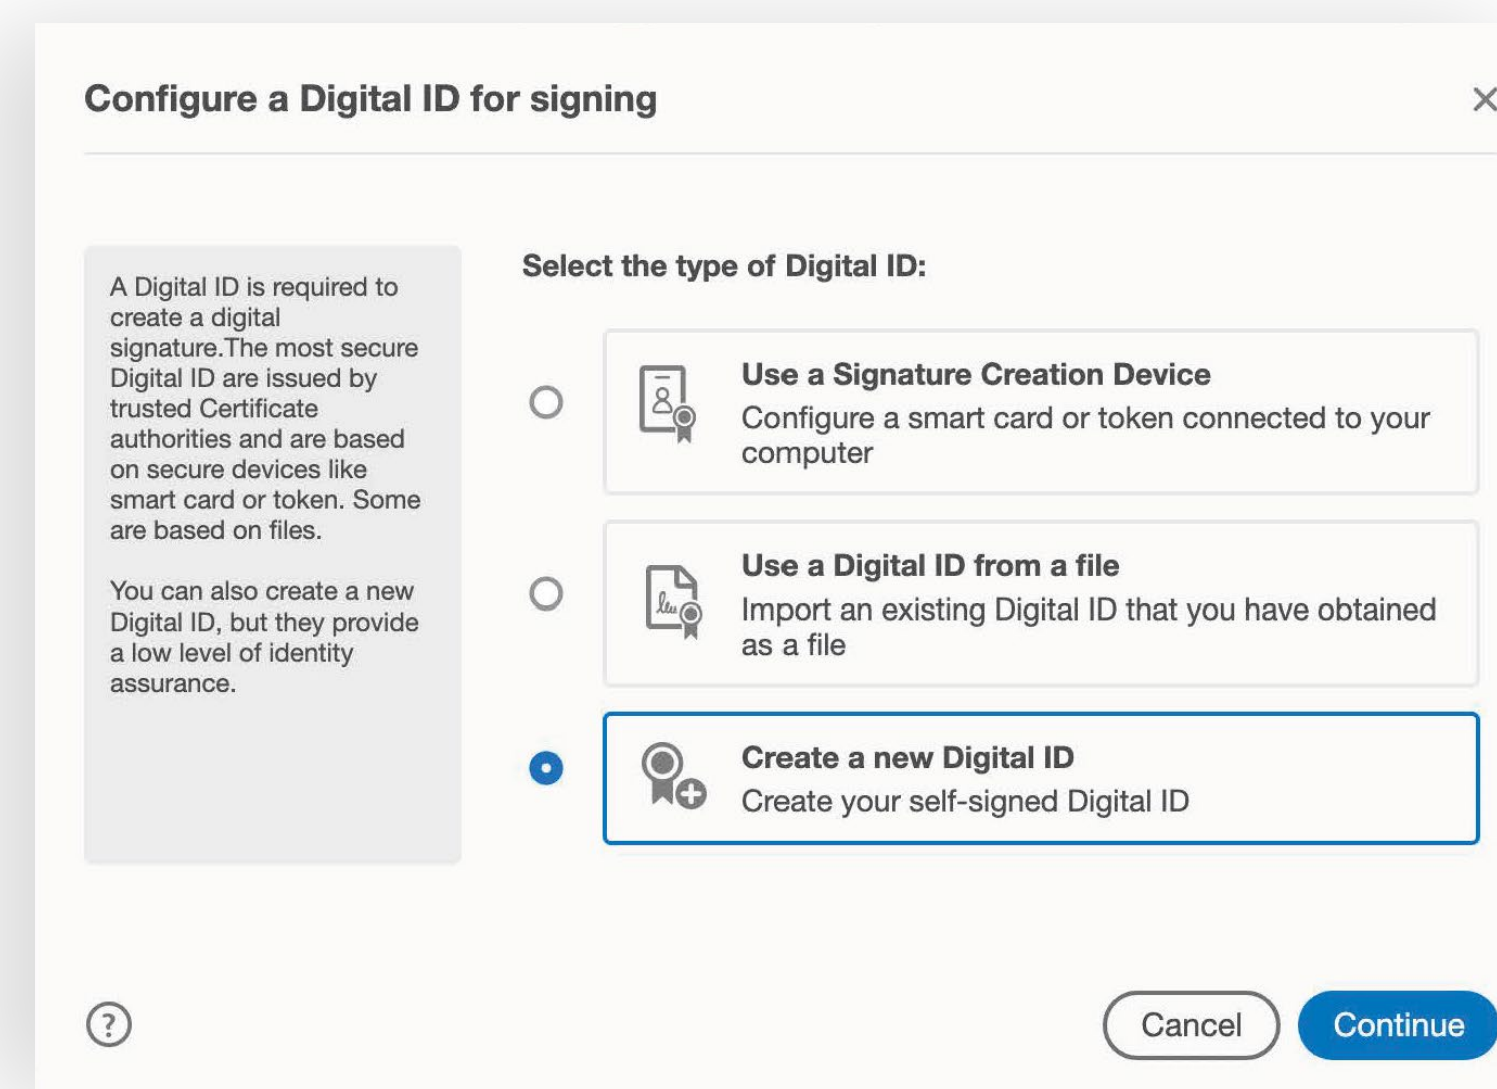 Configure a Digital ID for signing
A Digital ID is required to
create a digital
signature.The most secure
Digital ID are issued by
trusted Certificate
authorities and are based
on secure devices like
smart card or token. Some
are based on files.
You can also create a new
Digital ID, but they provide
a low level of identity
assurance.
Select the type of Digital ID:
Use a Signature Creation Device
Configure a smart card or token connected to your
computer
Use a Digital ID from a file
Import an existing Digital ID that you have obtained
as a file
Create a new Digital ID
Create your self-signed Digital ID
?
Cancel
Continue